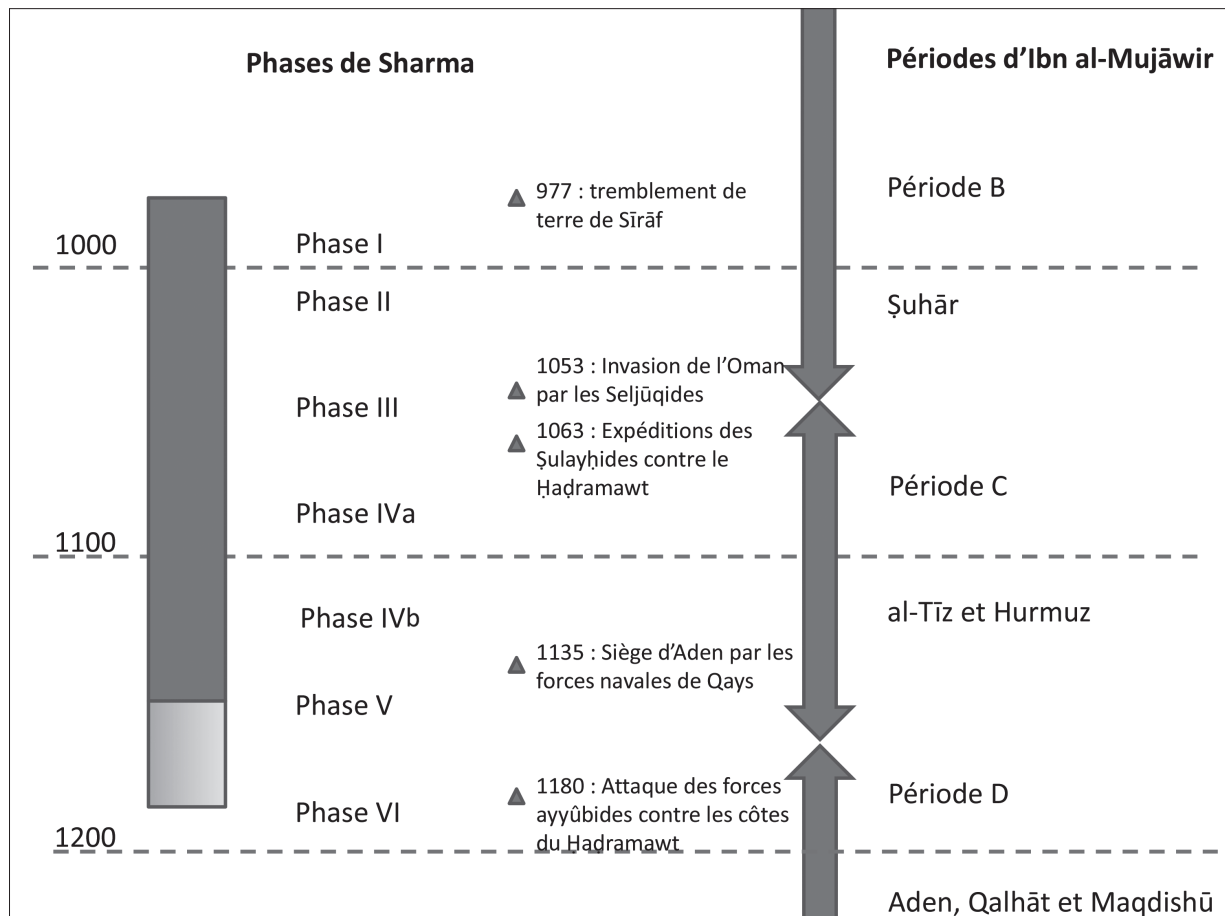 Phases de Sharma
Périodes d'Ibn al-Mujāwir
977 : tremblement de
terre de Sīrāf
Période B
1000
Phase I
Phase II
Ṣuhār
1053 : Invasion de l'Oman
par les Seljūqides
Phase III
1063 : Expéditions des
Ṣulayḥides contre le
Ḥaḍramawt
Période C
Phase IVa
1100
Phase IVb
al-Tīz et Hurmuz
1135 : Siège d'Aden par les
forces navales de Qays
Phase V
1180 : Attaque des forces
ayyûbides contre les côtes
du Haḍramawt
Période D
Phase VI
1200
Aden, Qalhāt et Maqdishū